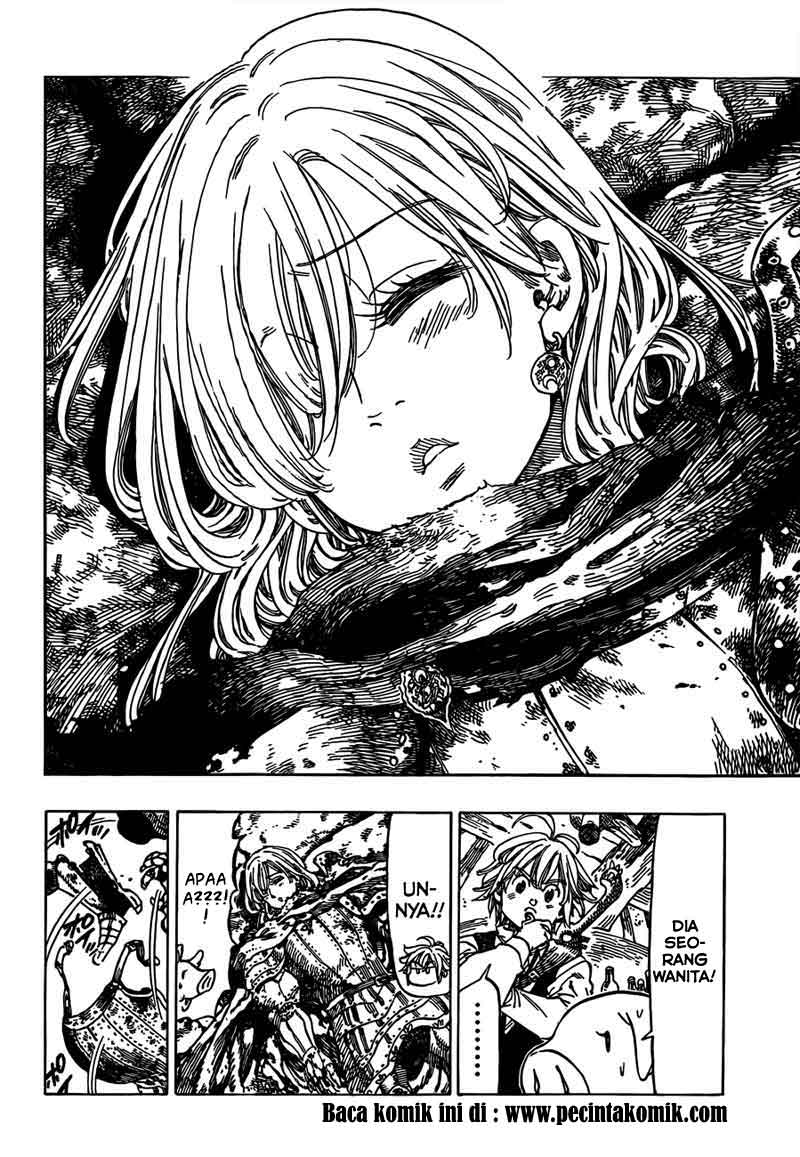 DIA
SEO-
RANG
WANITA!
.........
UN-
NYA!!
APAA
A???!
!
Baca komik ini di : www.pecintakomik.com